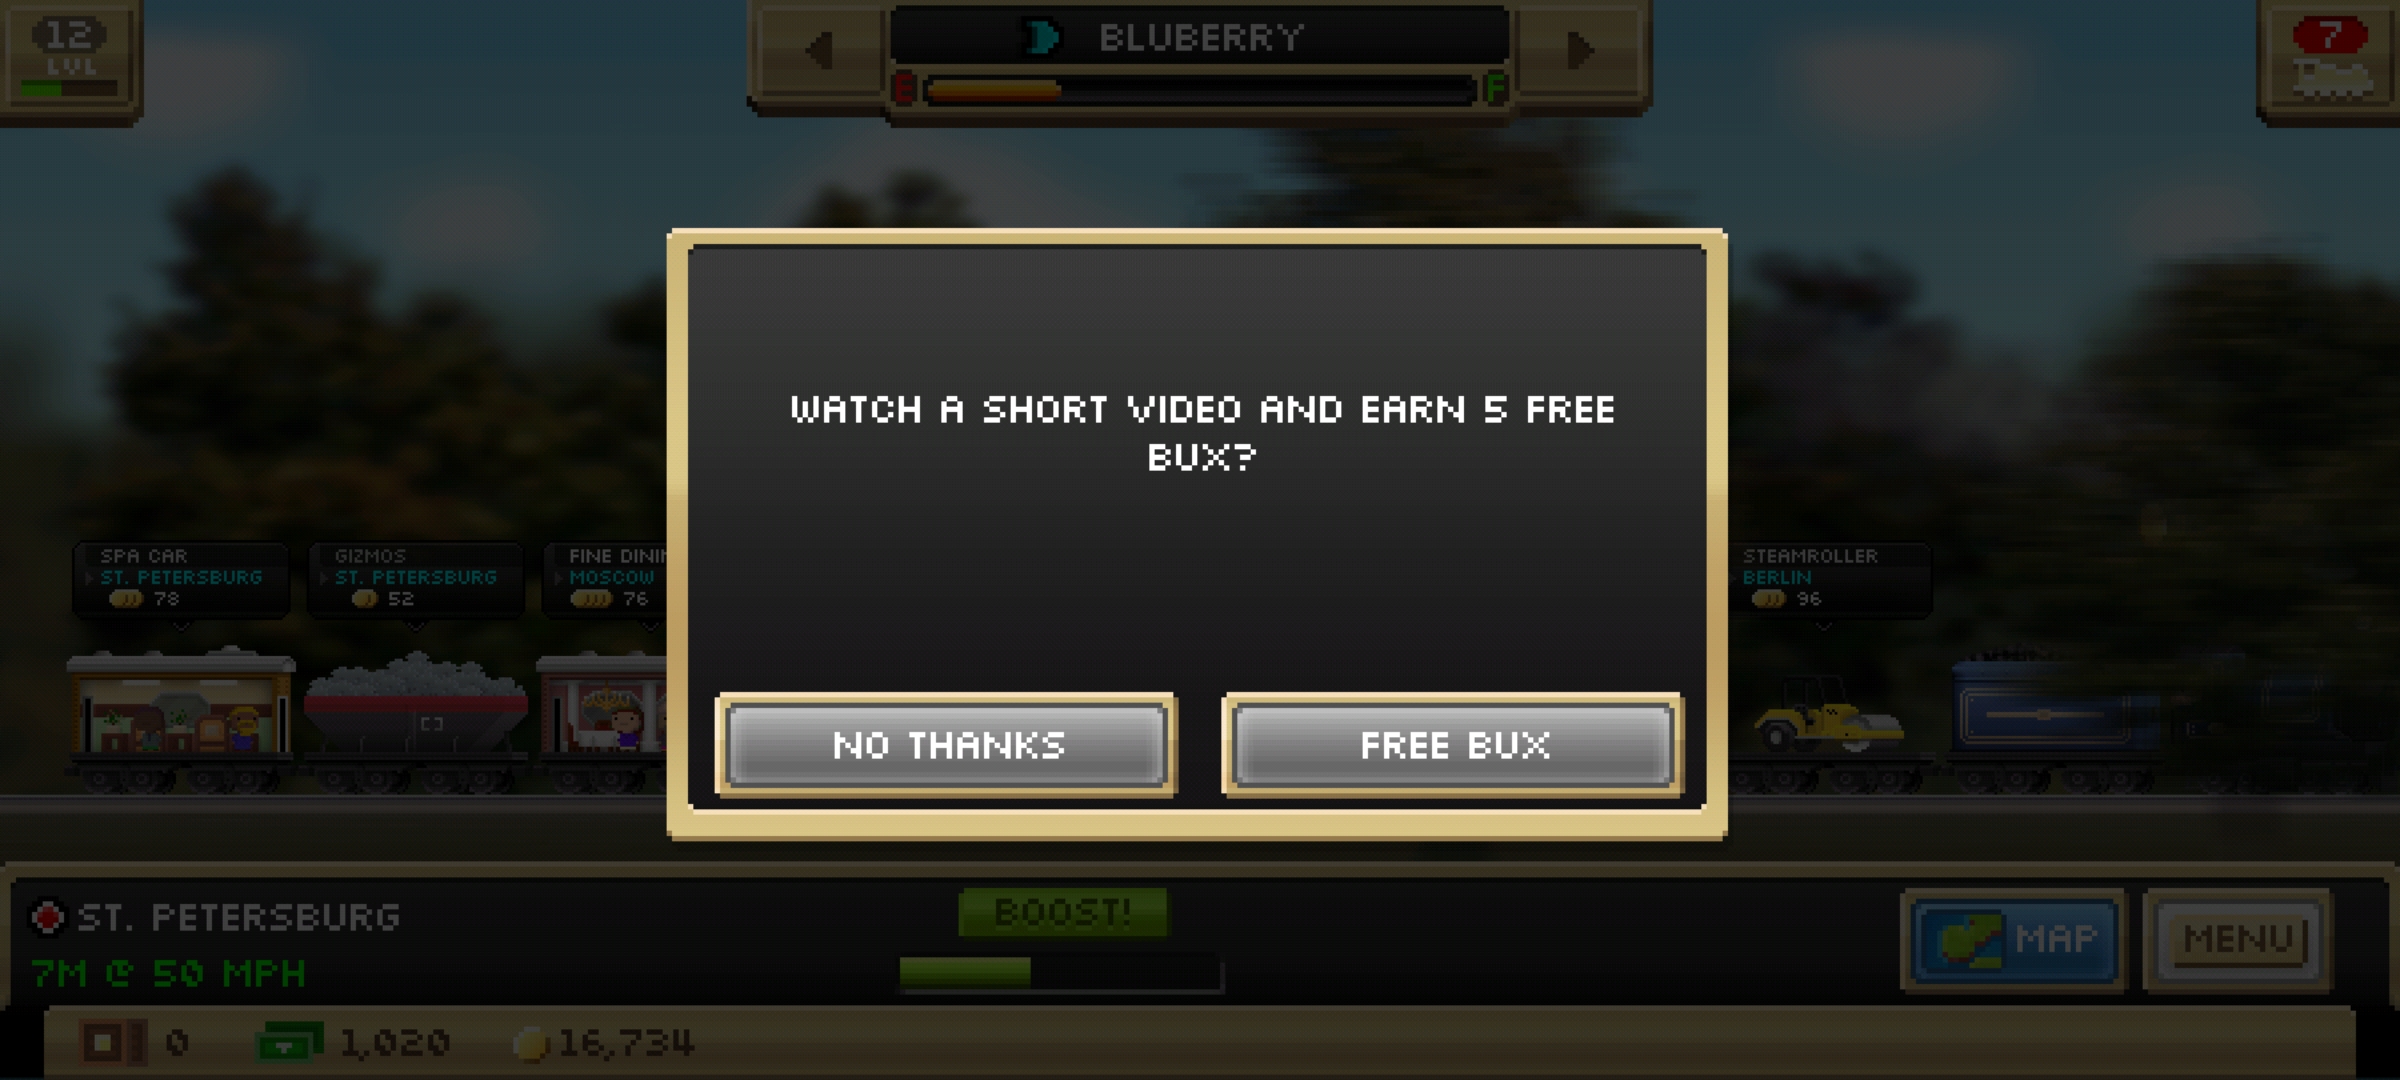 12
LVL
BLUBERRY
E F
7
WATCH A SHORT VIDEO AND EARN 5 FREE
BUX?
NO THANKS
FREE BUX
SPA CAR
ST. PETERSBURG
78
GIZMOS
ST. PETERSBURG
52
FINE
MOSCOW
76
STEAMROLLER
BERLIN
96
ST. PETERSBURG
7M @ 50 MPH
BOOST!
MAP
MENU
0
1,020
16,734